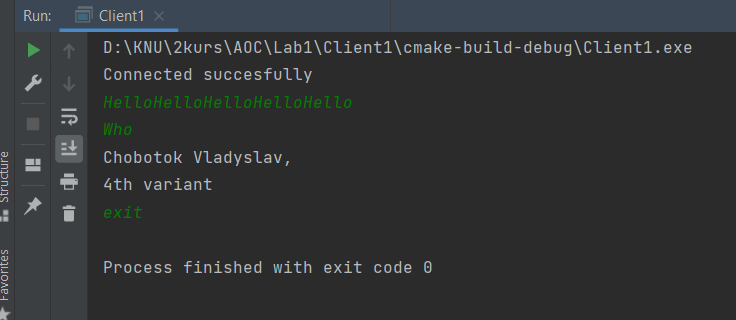 Run: Client1
D:\KNU\2kurs\AOC\Lab1\Client1\cmake-build-debug\Client1.exe
Connected succesfully
HelloHelloHelloHelloHello
Who
Chobotok Vladyslav,
4th variant
exit
Process finished with exit code 0
Structure
Favorites